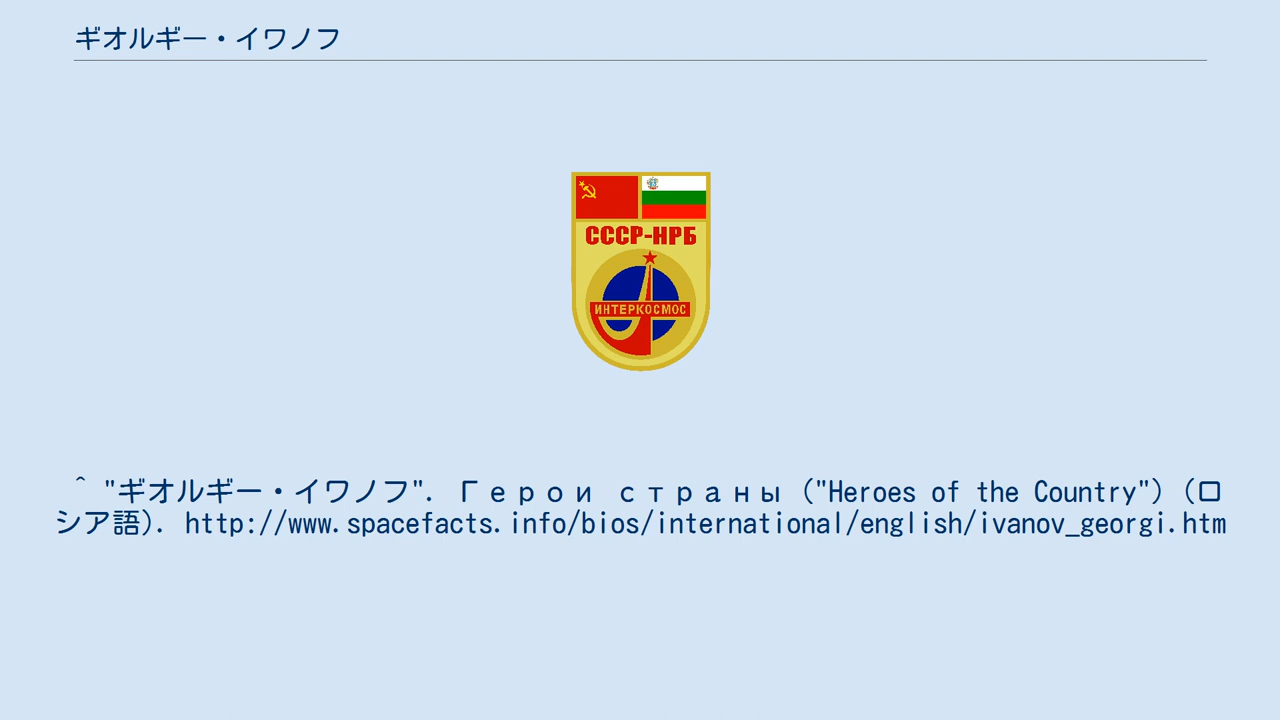 ギオルギー・イワノフ
СССР-НРБ
ИНТЕРКОСМОС
^ "ギオルギー・イワノフ". Герои страны ("Heroes of the Country") (ロ
シア語). http://www.spacefacts.info/bios/international/english/ivanov_georgi.htm